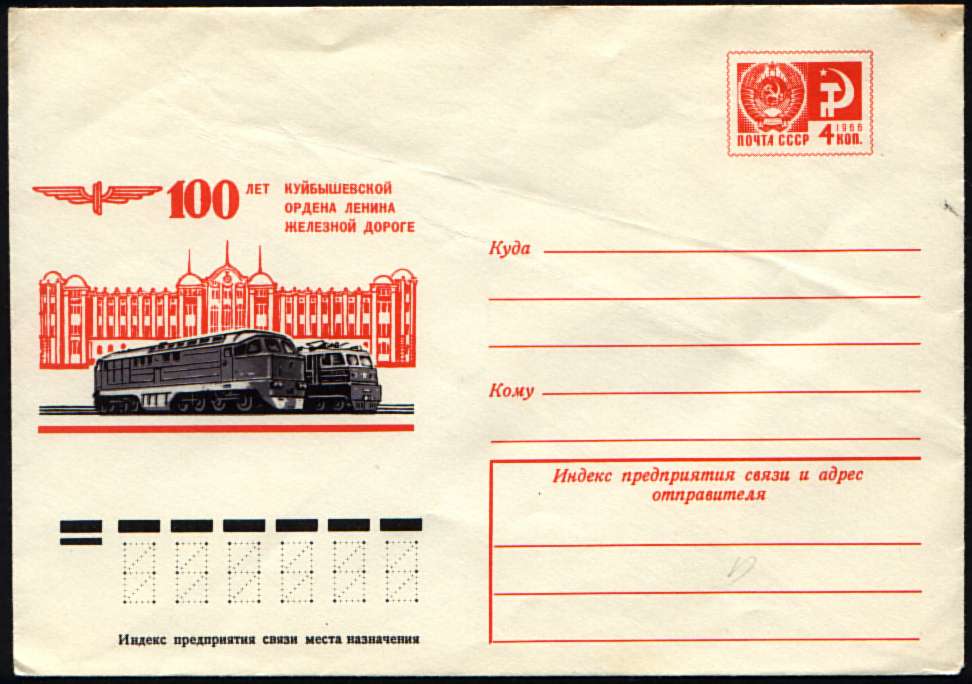 1966
ПОЧТА СССР 4 КОП.
100 ЛЕТ КУЙБЫШЕВСКОЙ
ОРДЕНА ЛЕНИНА
ЖЕЛЕЗНОЙ ДОРОГЕ
Куда
Кому
Индекс предприятия связи и адрес
отправителя
Индекс предприятия связи места назначения